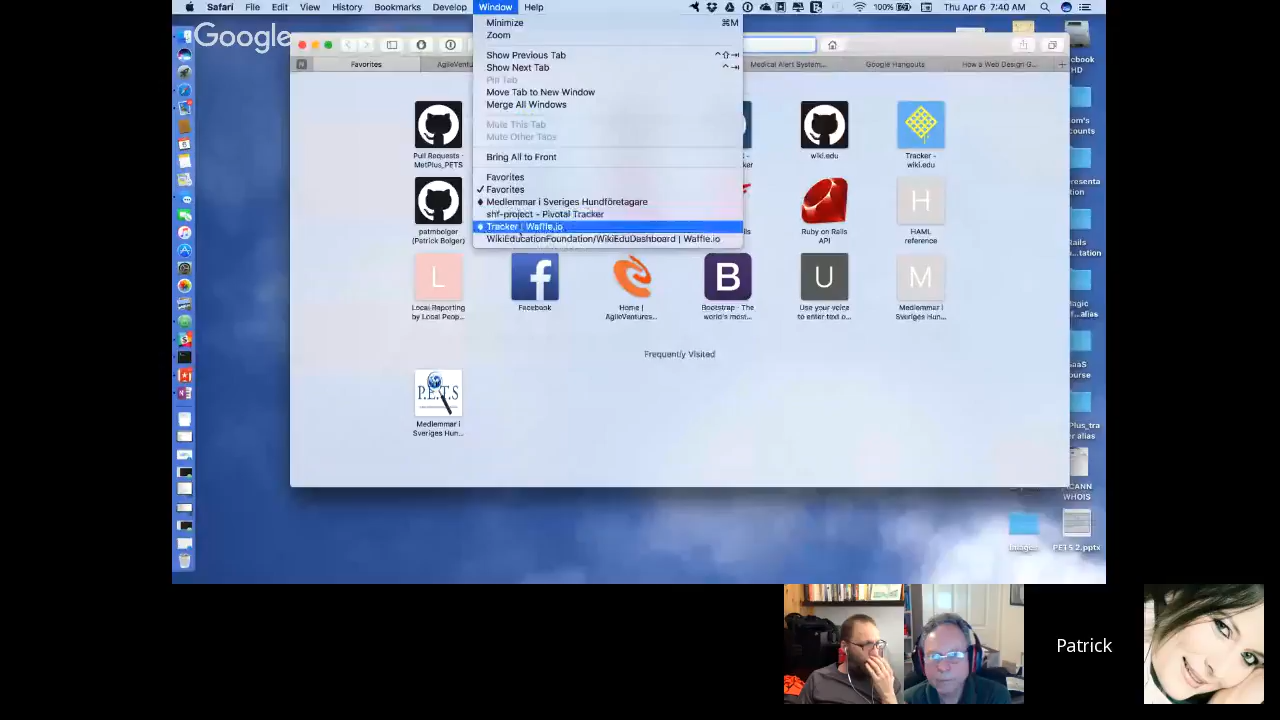 Safari File Edit View History Bookmarks Develop Window Help 100% Thu Apr 6 7:40 AM
Google
Minimize ⌘M
Zoom
Show Previous Tab
Show Next Tab
Pin Tab
Move Tab to New Window
Merge All Windows
Mute This Tab
Mute Other Tabs
Bring All to Front
Favorites
Favorites
Medlemmar i Sveriges Hundföretagare
shf-project - Pivotal Tracker
Tracker | Waffle.io
WikiEducationFoundation/WikiEduDashboard | Waffle.io
Favorites
Medical Alert System...
Google Hangouts
How a Web Design G...
Pull Requests -
MetPlus_PETS
wiki.edu
Tracker -
wiki.edu
patmbolger
(Patrick Bolger)
Ruby on Rails
API
H
HAML
reference
L
Local Reporting
by Local Peop...
Facebook
Home |
AgileVentures...
B
Bootstrap · The
world's most...
U
Use your voice
to enter text o...
M
Medlemmar i
Sveriges Hun...
Frequently Visited
P.E.T.S
Medlemmar i
Sveriges Hun...
HD
WHOIS
Images
PETS 2.pptx
Patrick